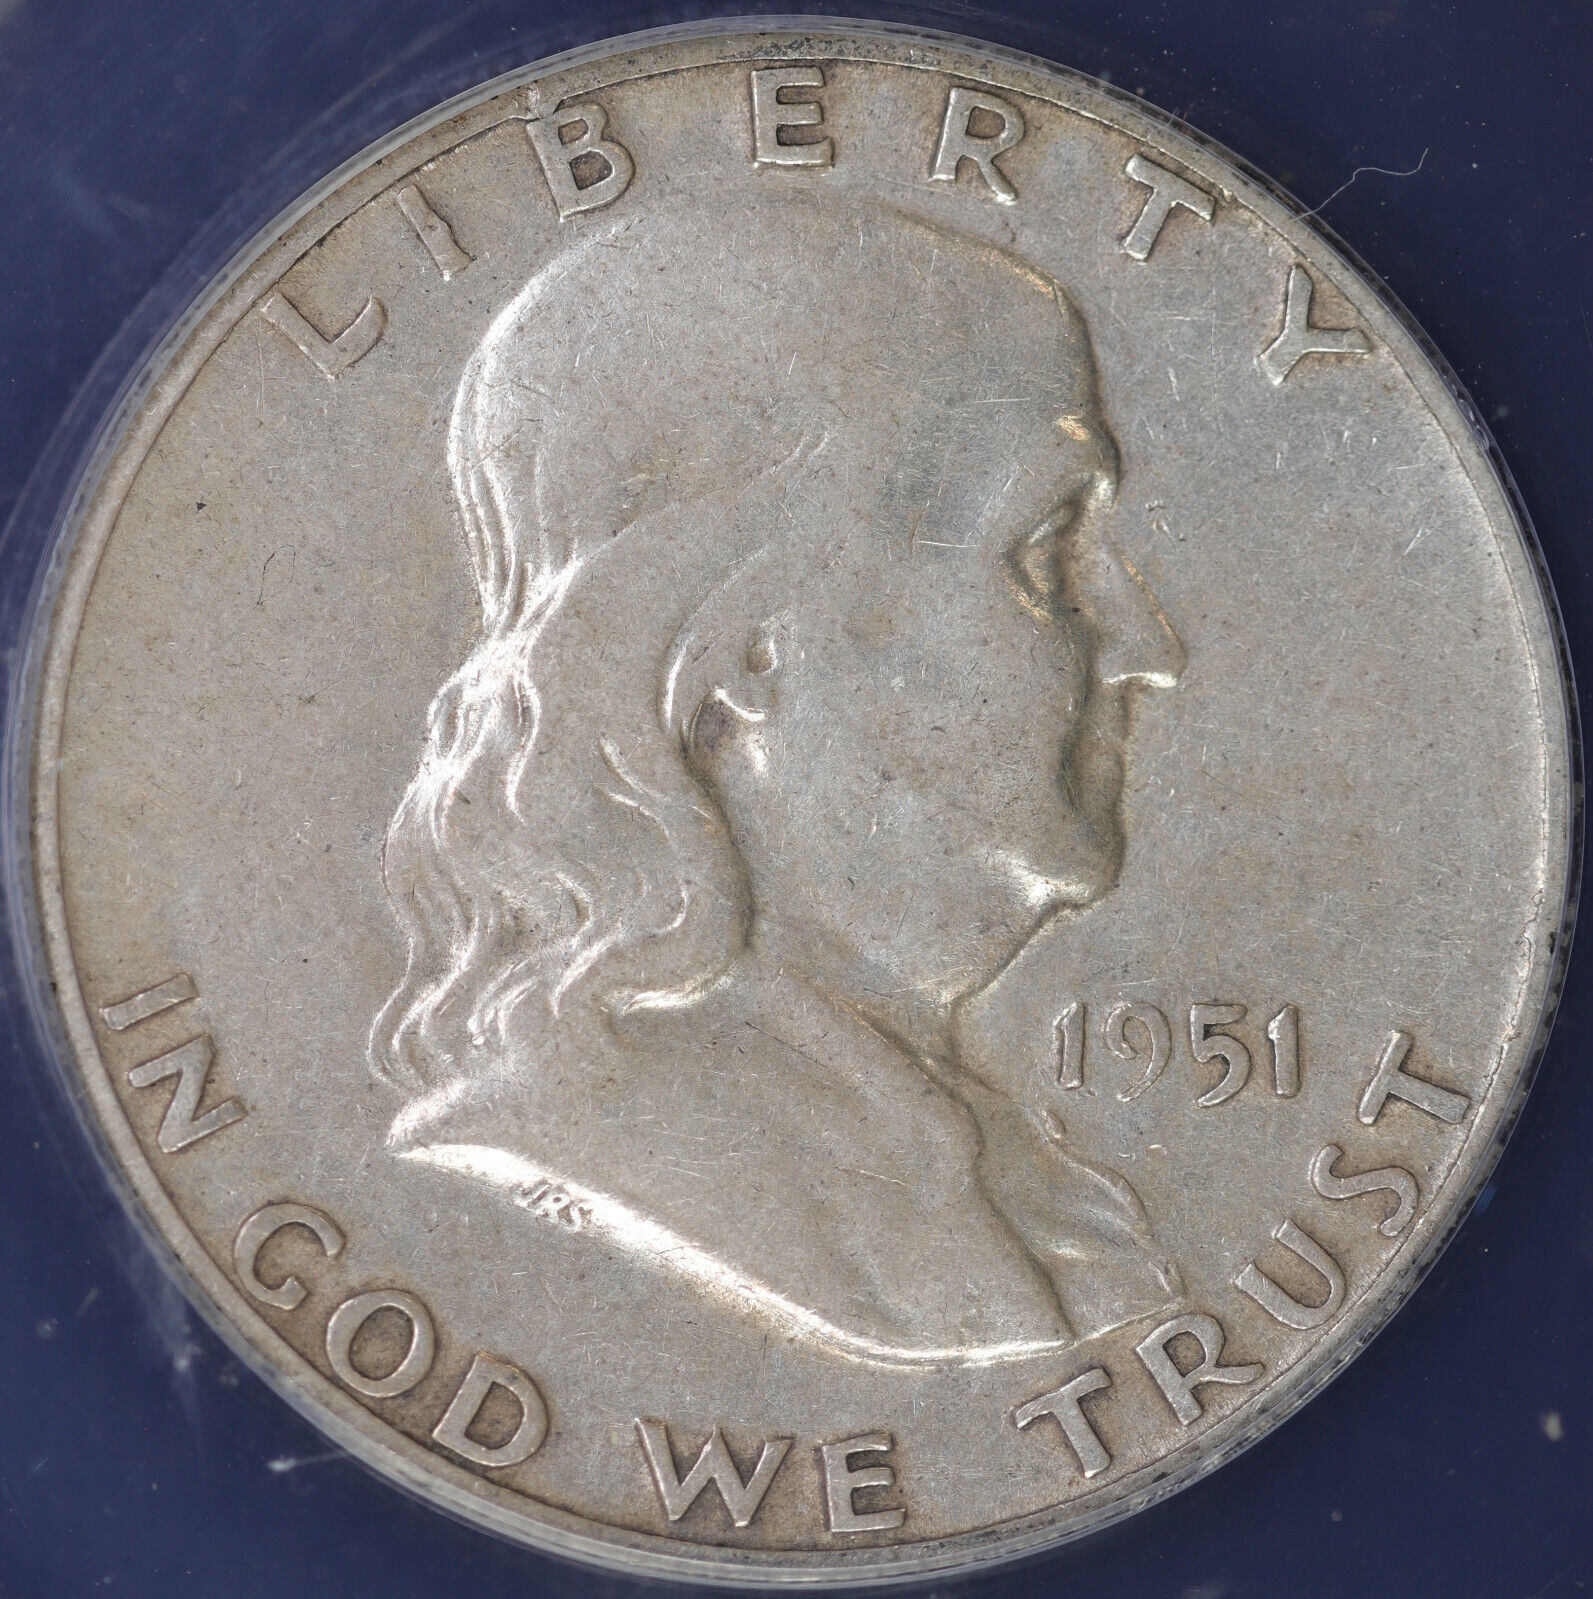 LIBERTY
1951
JRS
IN GOD WE TRUST